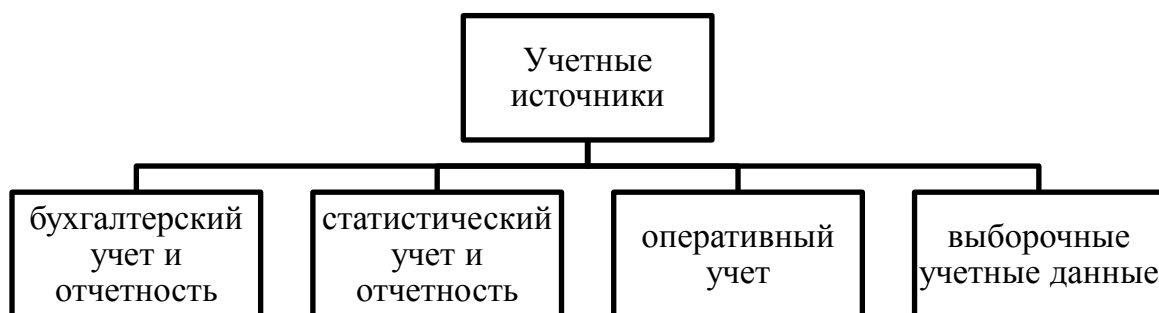 Учетные
источники
бухгалтерский
учет и
отчетность
статистический
учет и
отчетность
оперативный
учет
выборочные
учетные данные